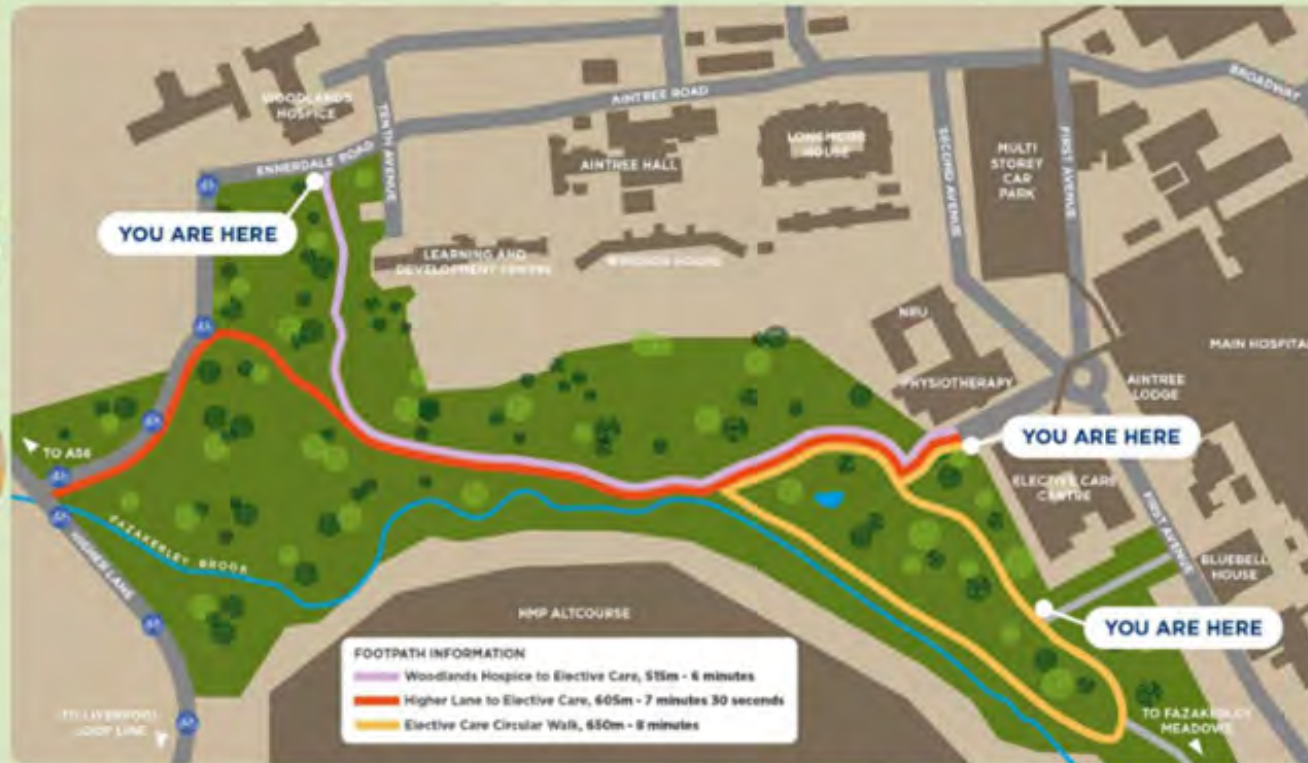 WOODLANDS
HOSPICE
TENTH AVENUE
AINTREE ROAD
BROADWAY
ENNERDALE ROAD
AINTREE HALL
LONGMOOR
HOUSE
SECOND AVENUE
MULTI
STOREY
CAR
PARK
FIRST AVENUE
YOU ARE HERE
LEARNING AND
DEVELOPMENT CENTRE
HOUSE
NRU
PHYSIOTHERAPY
MAIN HOSPITAL
AINTREE
LODGE
TO A56
YOU ARE HERE
ELECTIVE CARE
CENTRE
FIRST AVENUE
FAZAKERLEY BROOK
HIGHER LANE
BLUEBELL
HOUSE
HMP ALTCOURSE
YOU ARE HERE
FOOTPATH INFORMATION
Woodlands Hospice to Elective Care, 515m - 6 minutes
Higher Lane to Elective Care, 605m - 7 minutes 30 seconds
Elective Care Circular Walk, 650m - 8 minutes
TO LIVERPOOL
LOOP LINE
TO FAZAKERLEY
MEADOWS